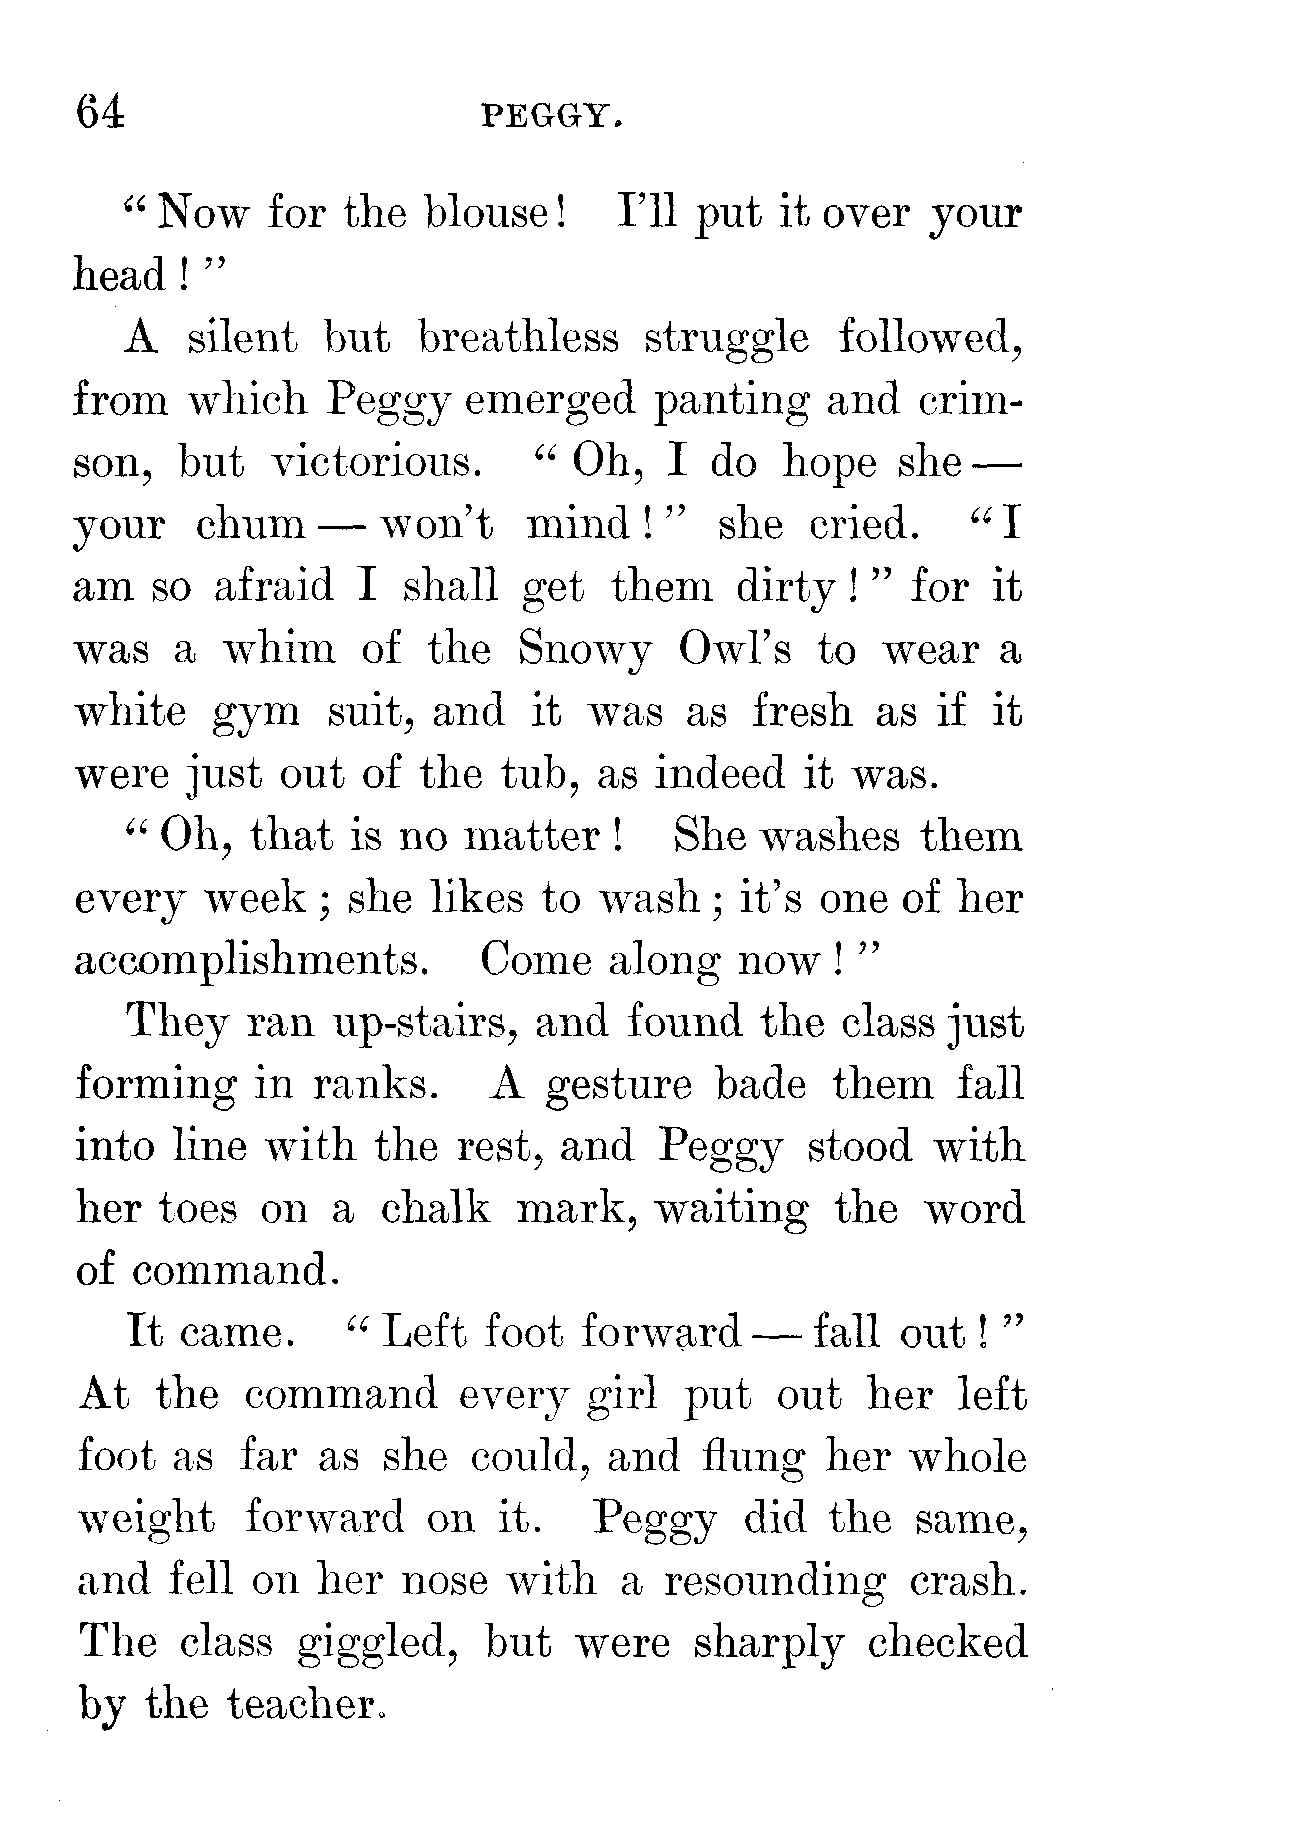 64 PEGGY.
“Now for the blouse! I’ll put it over your
head!”
A silent but breathless struggle followed,
from which Peggy emerged panting and crim-
son, but victorious. “Oh, I do hope she—
your chum—won’t mind!” she cried. “I
am so afraid I shall get them dirty!” for it
was a whim of the Snowy Owl’s to wear a
white gym suit, and it was as fresh as if it
were just out of the tub, as indeed it was.
“Oh, that is no matter! She washes them
every week; she likes to wash; it’s one of her
accomplishments. Come along now!”
They ran up-stairs, and found the class just
forming in ranks. A gesture bade them fall
into line with the rest, and Peggy stood with
her toes on a chalk mark, waiting the word
of command.
It came. “Left foot forward—fall out!”
At the command every girl put out her left
foot as far as she could, and flung her whole
weight forward on it. Peggy did the same,
and fell on her nose with a resounding crash.
The class giggled, but were sharply checked
by the teacher.